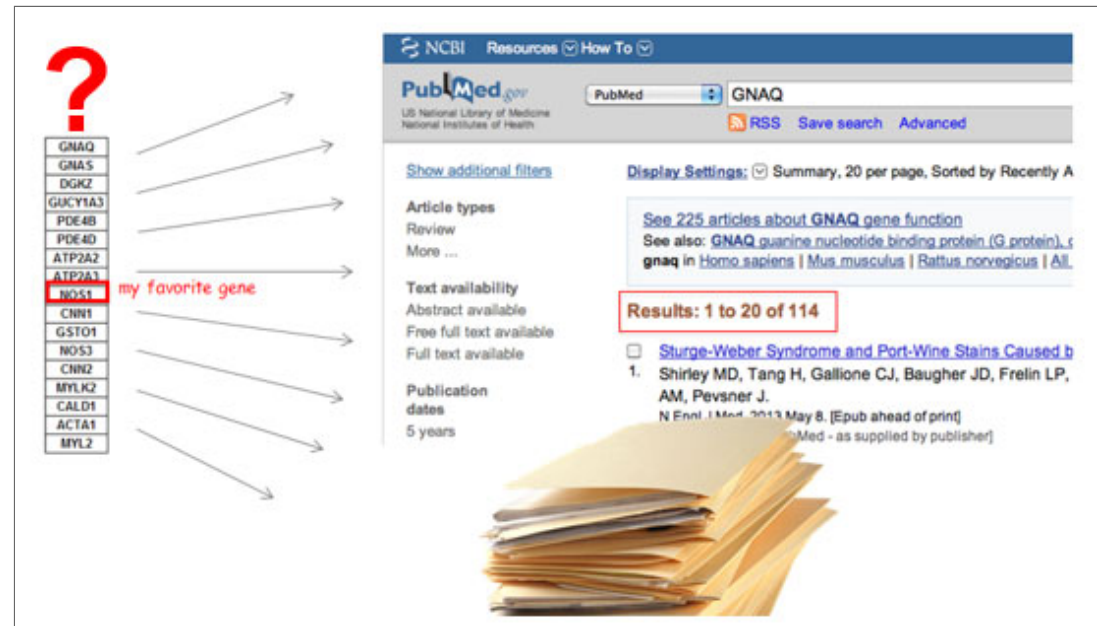 ?
GNAQ
GNAS
DGKZ
GUCY1A3
PDE4B
PDE4D
ATP2A2
ATP2A3
NOS1
my favorite gene
CNN1
GSTO1
NOS3
CNN2
MYLK2
CALD1
ACTA1
MYL2
NCBI Resources How To
PubMed.gov
US National Library of Medicine
National Institutes of Health
PubMed
GNAQ
RSS Save search Advanced
Show additional filters
Article types
Review
More ...
Text availability
Abstract available
Free full text available
Full text available
Publication
dates
5 years
Display Settings: Summary, 20 per page, Sorted by Recently A
See 225 articles about GNAQ gene function
See also: GNAQ guanine nucleotide binding protein (G protein),
gnaq in Homo sapiens | Mus musculus | Rattus norvegicus | All
Results: 1 to 20 of 114
Sturge-Weber Syndrome and Port-Wine Stains Caused b
1. Shirley MD, Tang H, Gallione CJ, Baugher JD, Frelin LP,
AM, Pevsner J.
N Engl J Med. 2013 May 8. [Epub ahead of print]
Med - as supplied by publisher]